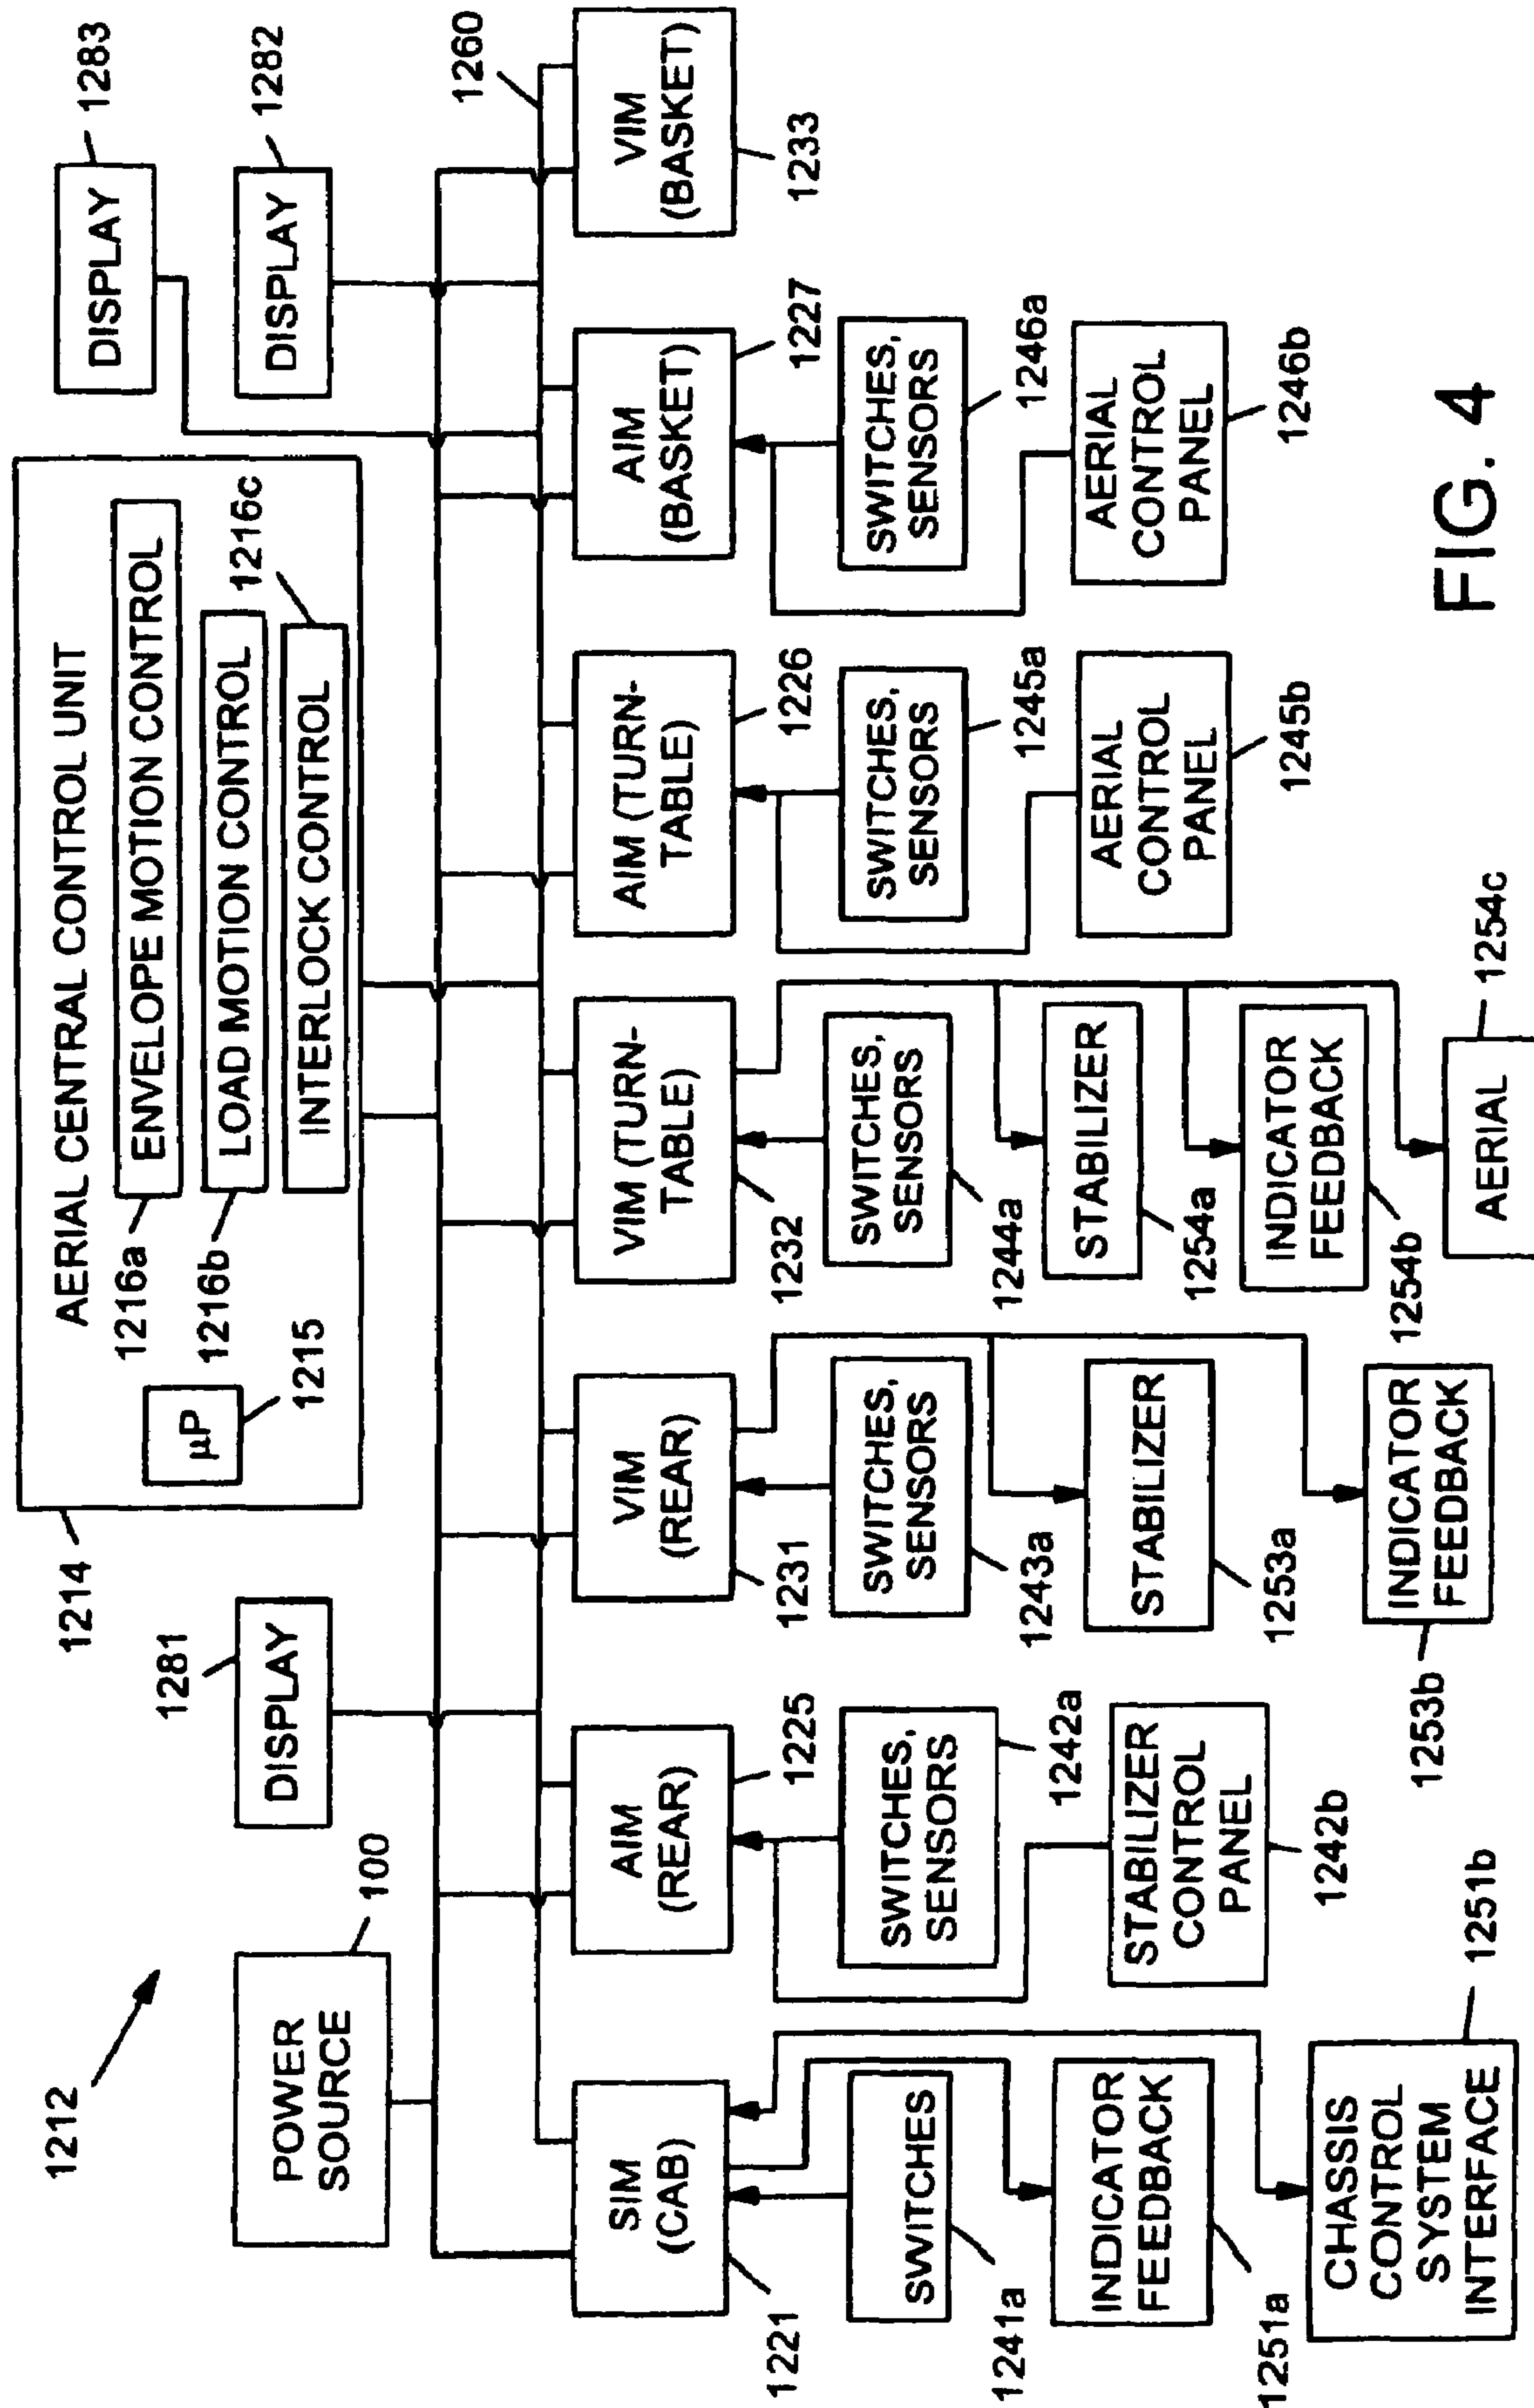 1212
POWER
SOURCE
100
DISPLAY
1281
1214
AERIAL CENTRAL CONTROL UNIT
µP
1215
ENVELOPE MOTION CONTROL
1216a
LOAD MOTION CONTROL
1216b
INTERLOCK CONTROL
1216c
DISPLAY
1283
DISPLAY
1282
1260
SIM
(CAB)
1221
AIM
(REAR)
1225
VIM
(REAR)
1231
VIM (TURN-
TABLE)
1232
AIM (TURN-
TABLE)
1226
AIM
(BASKET)
1227
VIM
(BASKET)
1233
SWITCHES
1241a
INDICATOR
FEEDBACK
1251a
CHASSIS
CONTROL
SYSTEM
INTERFACE
1251b
SWITCHES,
SENSORS
1242a
STABILIZER
CONTROL
PANEL
1242b
SWITCHES,
SENSORS
1243a
STABILIZER
1253a
INDICATOR
FEEDBACK
1253b
SWITCHES,
SENSORS
1244a
STABILIZER
1254a
INDICATOR
FEEDBACK
1254b
AERIAL
1254c
SWITCHES,
SENSORS
1245a
AERIAL
CONTROL
PANEL
1245b
SWITCHES,
SENSORS
1246a
AERIAL
CONTROL
PANEL
1246b
FIG. 4